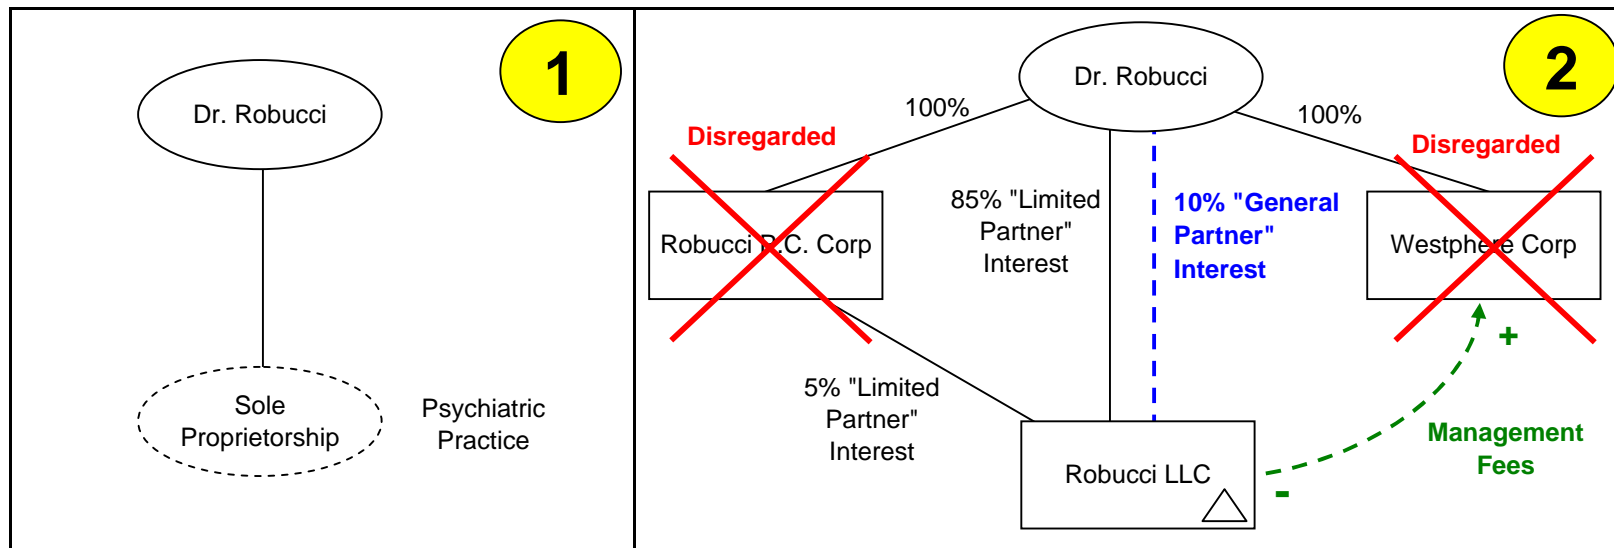 1
Dr. Robucci
Sole
Proprietorship
Psychiatric
Practice
2
Dr. Robucci
100%
100%
Disregarded
Disregarded
Robucci P.C. Corp
85% "Limited
Partner"
Interest
10% "General
Partner"
Interest
Westphere Corp
5% "Limited
Partner"
Interest
+
Management
Fees
Robucci LLC
-